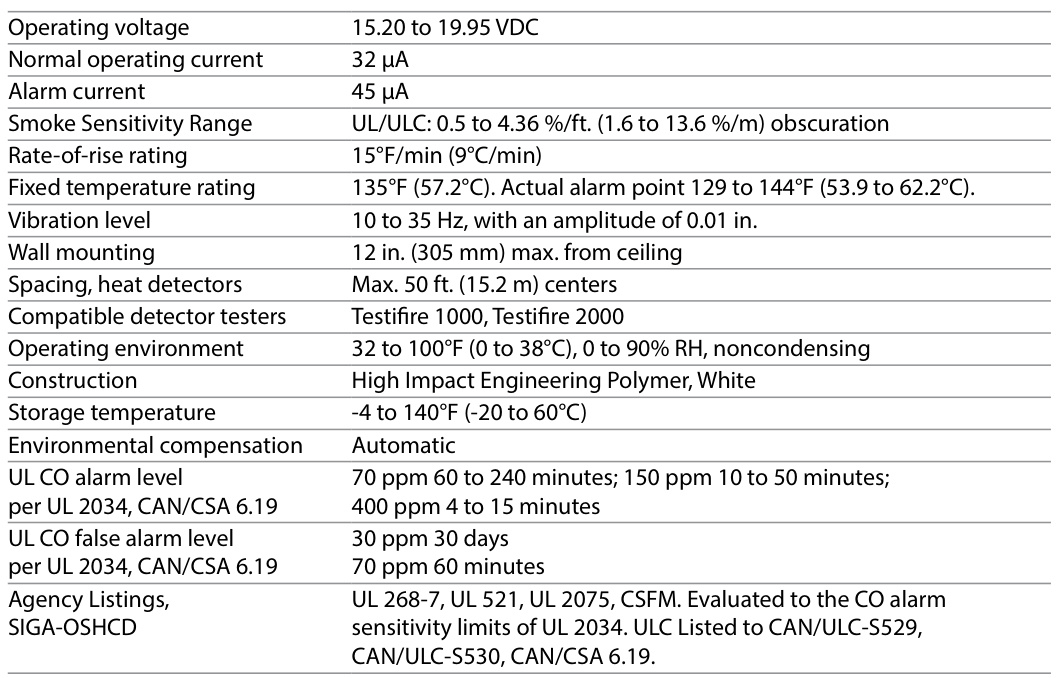 Operating voltage 15.20 to 19.95 VDC
Normal operating current 32 µA
Alarm current 45 µA
Smoke Sensitivity Range UL/ULC: 0.5 to 4.36 %/ft. (1.6 to 13.6 %/m) obscuration
Rate-of-rise rating 15°F/min (9°C/min)
Fixed temperature rating 135°F (57.2°C). Actual alarm point 129 to 144°F (53.9 to 62.2°C).
Vibration level 10 to 35 Hz, with an amplitude of 0.01 in.
Wall mounting 12 in. (305 mm) max. from ceiling
Spacing, heat detectors Max. 50 ft. (15.2 m) centers
Compatible detector testers Testifire 1000, Testifire 2000
Operating environment 32 to 100°F (0 to 38°C), 0 to 90% RH, noncondensing
Construction High Impact Engineering Polymer, White
Storage temperature -4 to 140°F (-20 to 60°C)
Environmental compensation Automatic
UL CO alarm level 70 ppm 60 to 240 minutes; 150 ppm 10 to 50 minutes;
per UL 2034, CAN/CSA 6.19 400 ppm 4 to 15 minutes
UL CO false alarm level 30 ppm 30 days
per UL 2034, CAN/CSA 6.19 70 ppm 60 minutes
Agency Listings, UL 268-7, UL 521, UL 2075, CSFM. Evaluated to the CO alarm
SIGA-OSHCD sensitivity limits of UL 2034. ULC Listed to CAN/ULC-S529,
CAN/ULC-S530, CAN/CSA 6.19.